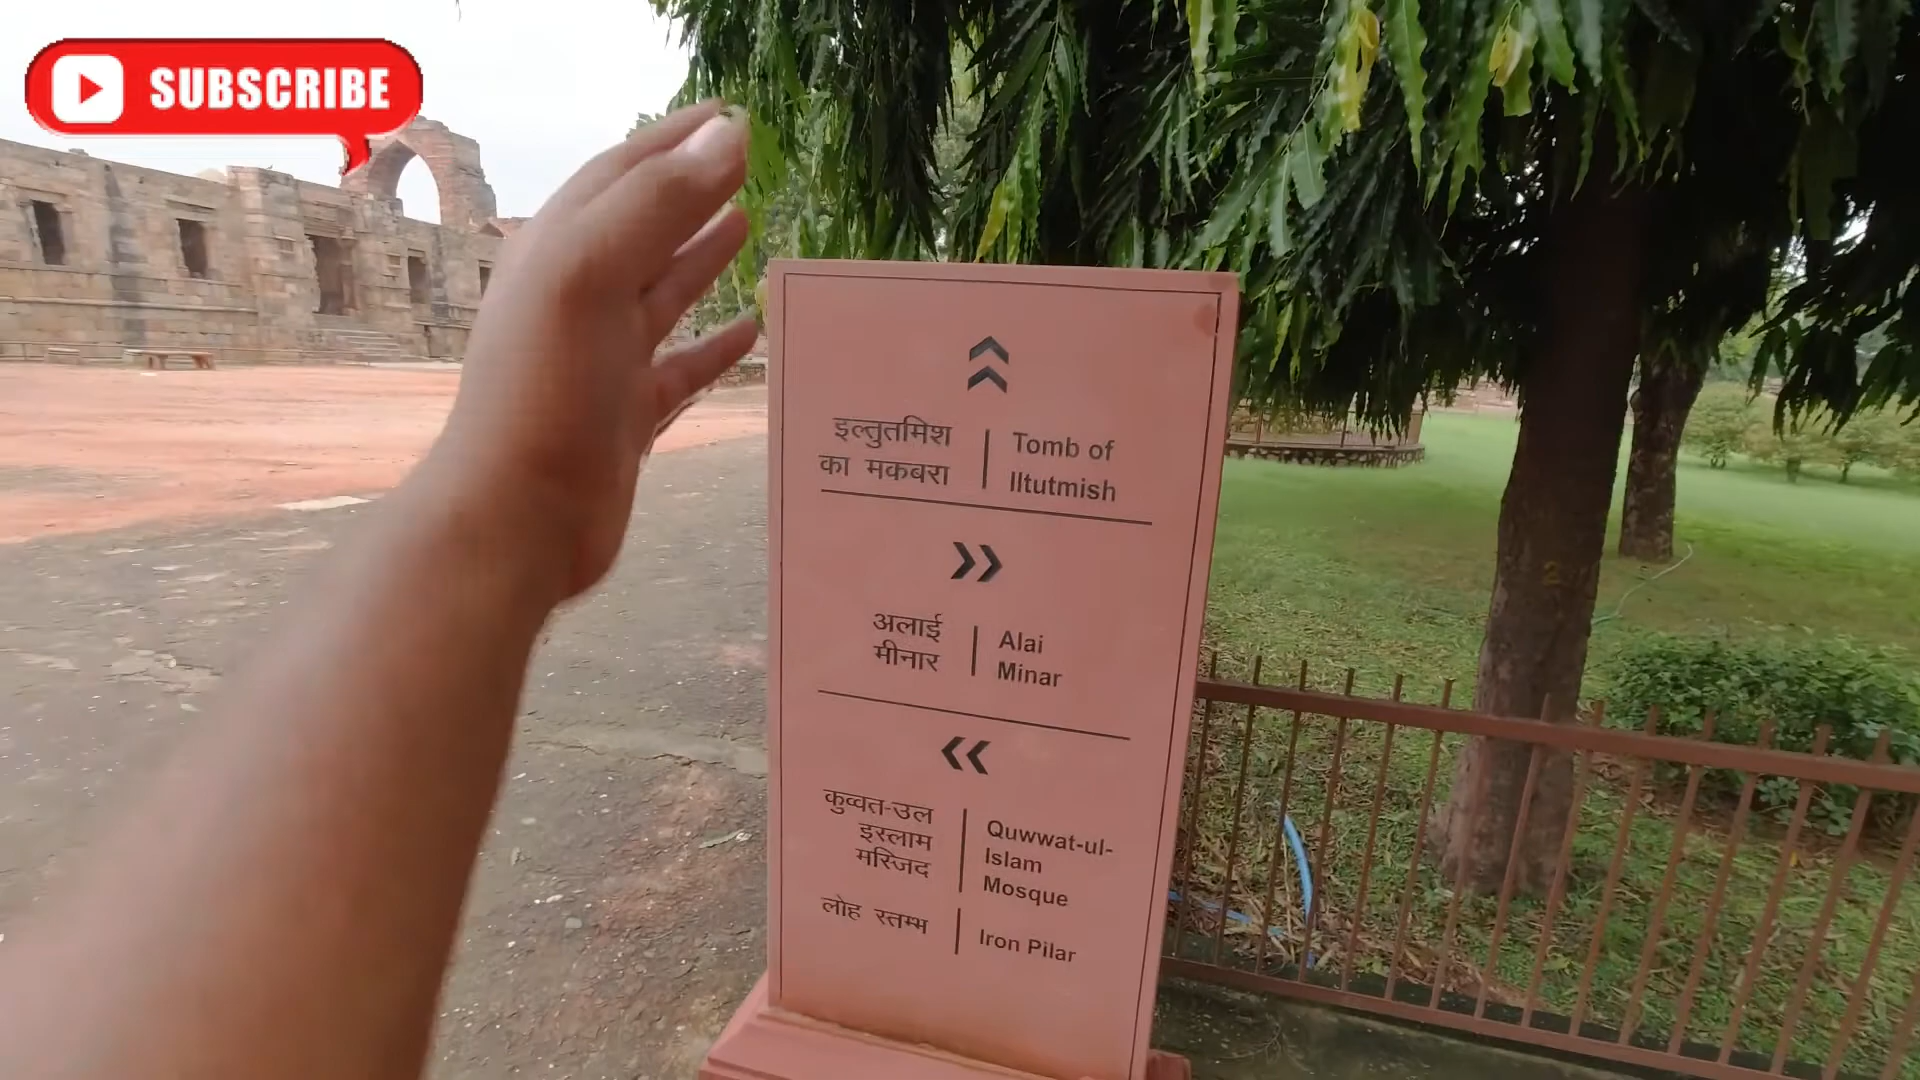 SUBSCRIBE
इल्तुतमिश
का मकबरा
Tomb of
Iltutmish
अलाई
मीनार
Alai
Minar
कुव्वत-उल
इस्लाम
मस्जिद
Quwwat-ul-
Islam
Mosque
लोह स्तम्भ
Iron Pilar
2